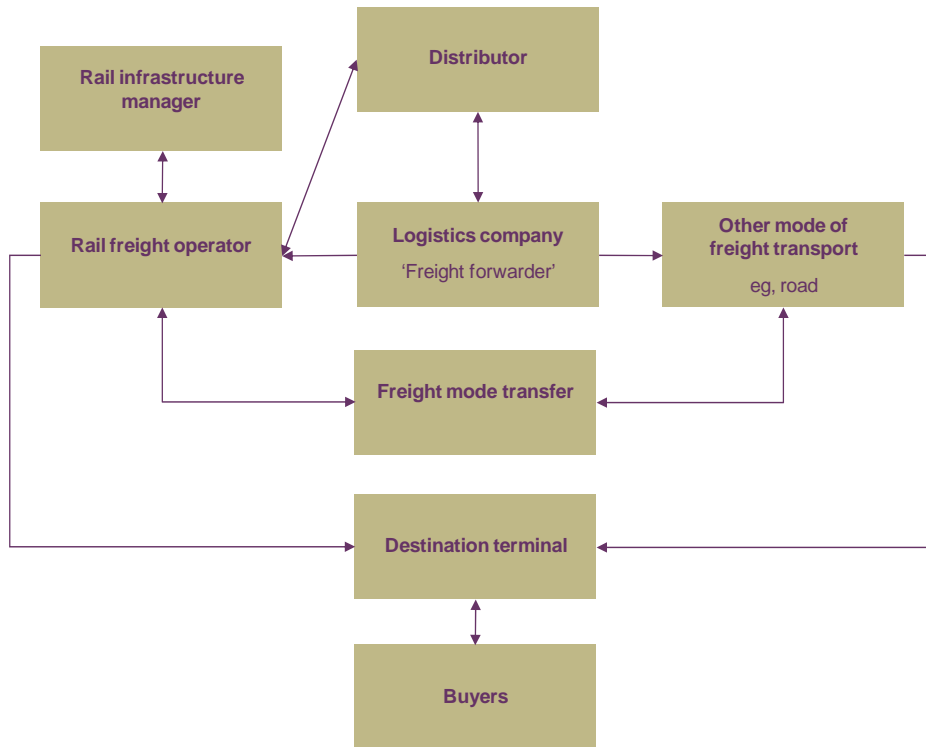 Rail infrastructure
manager
Distributor
Rail freight operator
Logistics company
‘Freight forwarder’
Other mode of
freight transport
eg, road
Freight mode transfer
Destination terminal
Buyers